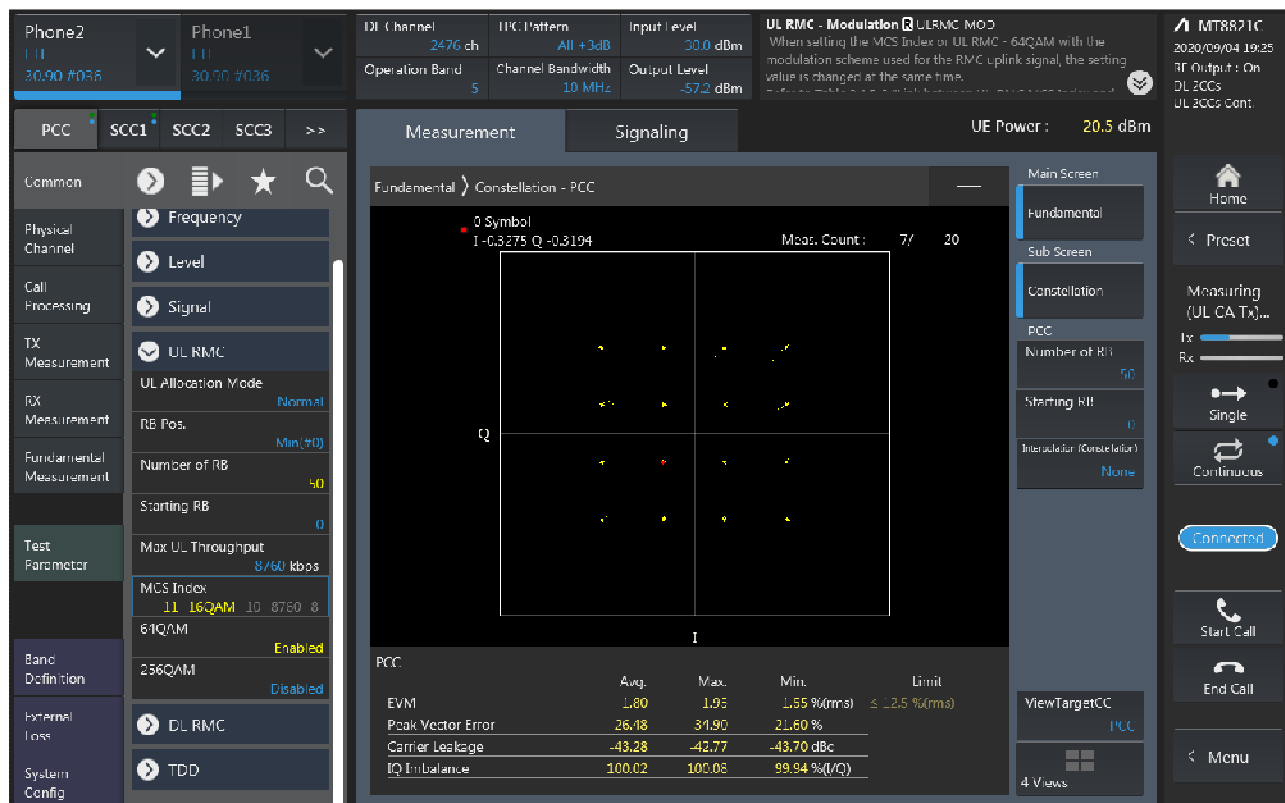 Phone2
LTE
30.90 #036
Phone1
LTE
30.90 #036
DL Channel
2476 ch
TPC Pattern
All +3dB
Input Level
30.0 dBm
Operation Band
5
Channel Bandwidth
10 MHz
Output Level
-57.2 dBm
UL RMC - Modulation R ULRMC_MOD
When setting the MCS Index or UL RMC - 64QAM with the
modulation scheme used for the RMC uplink signal, the setting
value is changed at the same time.
MT8821C
2020/09/04 19:25
RF Output : On
DL 2CCs
UL 2CCs Cont.
PCC
SCC1
SCC2
SCC3
>>
Measurement
Signaling
UE Power : 20.5 dBm
Common
Physical
Channel
Call
Processing
TX
Measurement
RX
Measurement
Fundamental
Measurement
Test
Parameter
Band
Definition
External
Loss
System
Config
Frequency
Level
Signal
UL RMC
UL Allocation Mode
Normal
RB Pos.
Min(#0)
Number of RB
50
Starting RB
0
Max UL Throughput
8760 kbps
MCS Index
11 16QAM 10 8760 8
64QAM
Enabled
256QAM
Disabled
DL RMC
TDD
Fundamental
Constellation - PCC
0 Symbol
I -0.3275 Q -0.3194
Meas. Count : 7/ 20
Q
I
PCC
Avg. Max. Min. Limit
EVM 1.80 1.95 1.55 %(rms) ≤ 12.5 %(rms)
Peak Vector Error 26.48 34.90 21.60 %
Carrier Leakage -43.28 -42.77 -43.70 dBc
IQ Imbalance 100.02 100.08 99.94 %(I/Q)
Main Screen
Fundamental
Sub Screen
Constellation
PCC
Number of RB
50
Starting RB
0
Interpolation (Constellation)
None
ViewTargetCC
PCC
4 Views
Home
< Preset
Measuring
(UL CA Tx)...
Tx
Rx
Single
Continuous
Connected
Start Call
End Call
< Menu